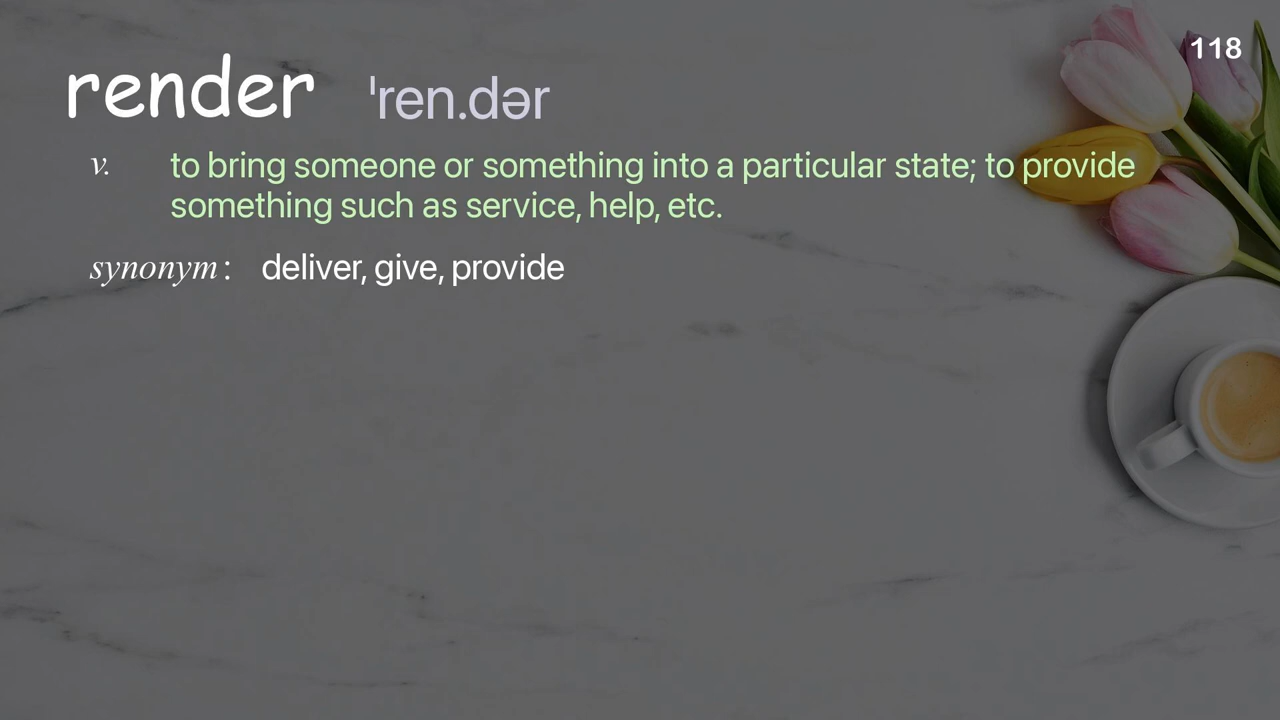 118
render ˈren.dər
v. to bring someone or something into a particular state; to provide
something such as service, help, etc.
synonym: deliver, give, provide